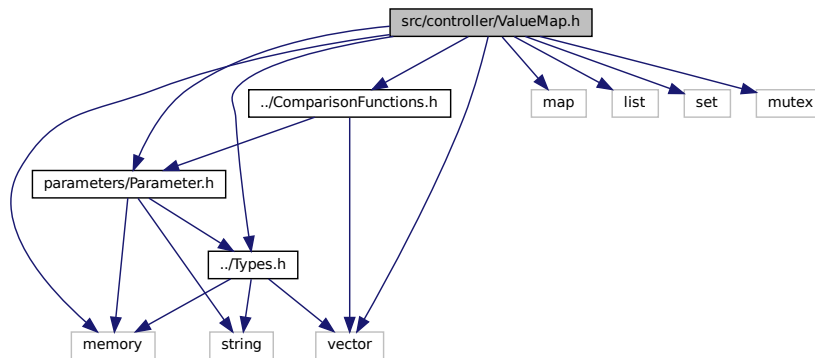 src/controller/ValueMap.h
../ComparisonFunctions.h
map
list
set
mutex
parameters/Parameter.h
../Types.h
memory
string
vector